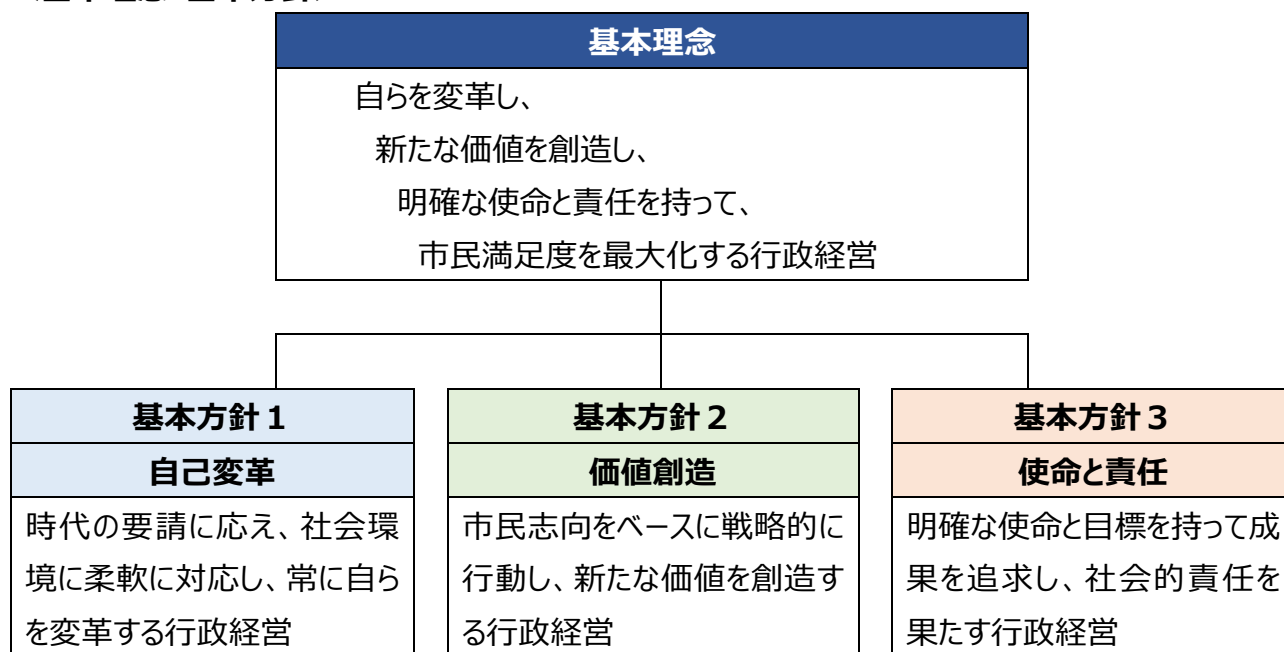 基本理念
自らを変革し、
新たな価値を創造し、
明確な使命と責任を持って、
市民満足度を最大化する行政経営
基本方針1
自己変革
時代の要請に応え、社会環
境に柔軟に対応し、常に自ら
を変革する行政経営
基本方針2
価値創造
市民志向をベースに戦略的に
行動し、新たな価値を創造す
る行政経営
基本方針3
使命と責任
明確な使命と目標を持って成
果を追求し、社会的責任を
果たす行政経営